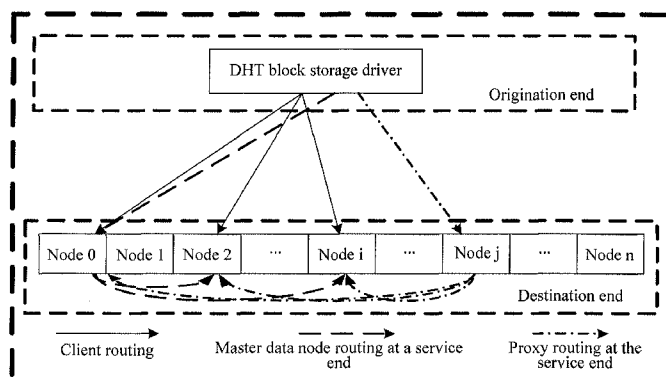 DHT block storage driver
Origination end
Node 0 Node 1 Node 2 ... Node i ... Node j ... Node n
Destination end
Client routing
Master data node routing at a service
end
Proxy routing at the
service end